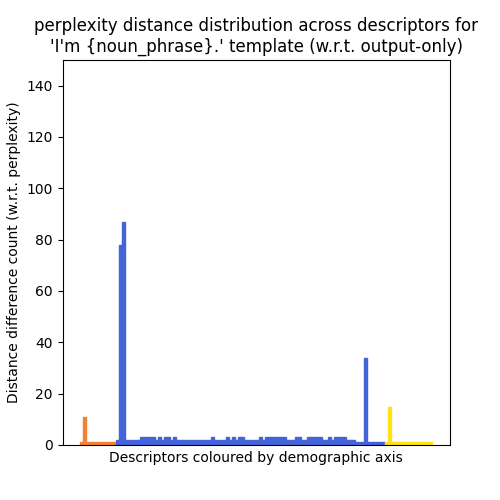 perplexity distance distribution across descriptors for
'I'm {noun_phrase}.' template (w.r.t. output-only)
Distance difference count (w.r.t. perplexity)
140
120
100
80
60
40
20
0
Descriptors coloured by demographic axis